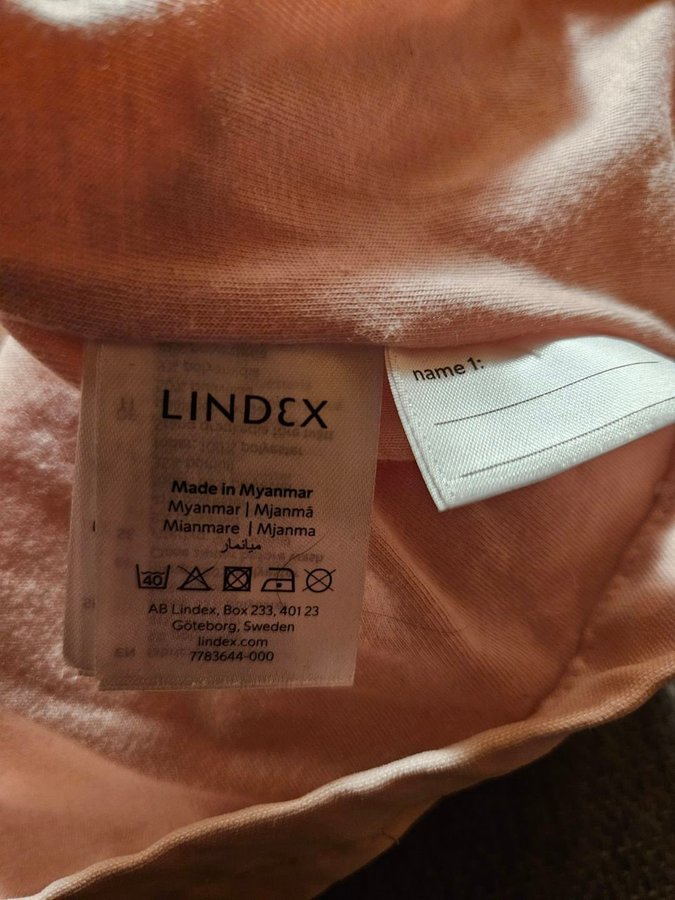 LINDEX
Made in Myanmar
Myanmar | Mjanmā
Mianmare | Mjanma
ميانمار
40
AB Lindex, Box 233, 401 23
Göteborg, Sweden
lindex.com
7783644-000
name 1: